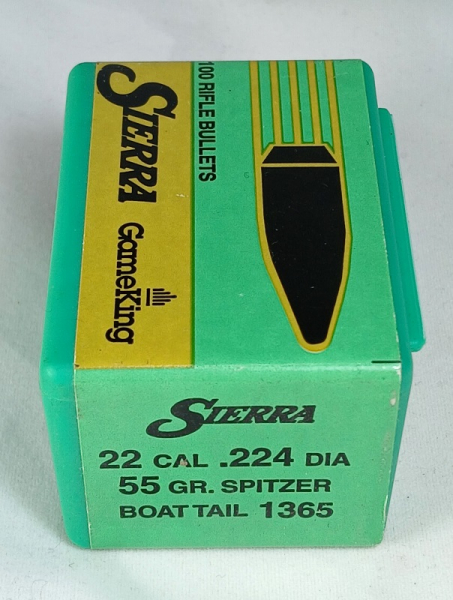 SIERRA
GameKing
100 RIFLE BULLETS
SIERRA
22 CAL .224 DIA
55 GR. SPITZER
BOAT TAIL 1365